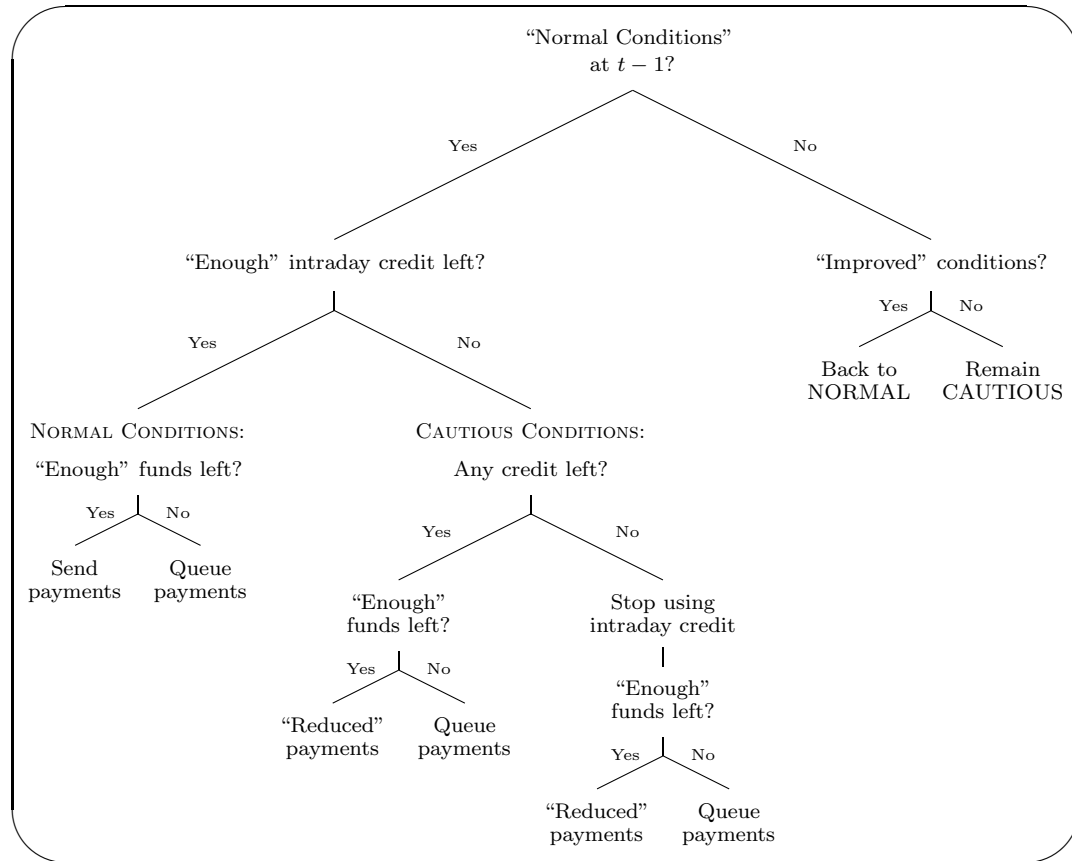 “Normal Conditions”
at t − 1?
Yes
No
“Enough” intraday credit left?
“Improved” conditions?
Yes
No
Yes
No
Back to
NORMAL
Remain
CAUTIOUS
NORMAL CONDITIONS:
“Enough” funds left?
CAUTIOUS CONDITIONS:
Any credit left?
Yes
No
Send
payments
Queue
payments
Yes
No
“Enough”
funds left?
Stop using
intraday credit
Yes
No
“Reduced”
payments
Queue
payments
“Enough”
funds left?
Yes
No
“Reduced”
payments
Queue
payments